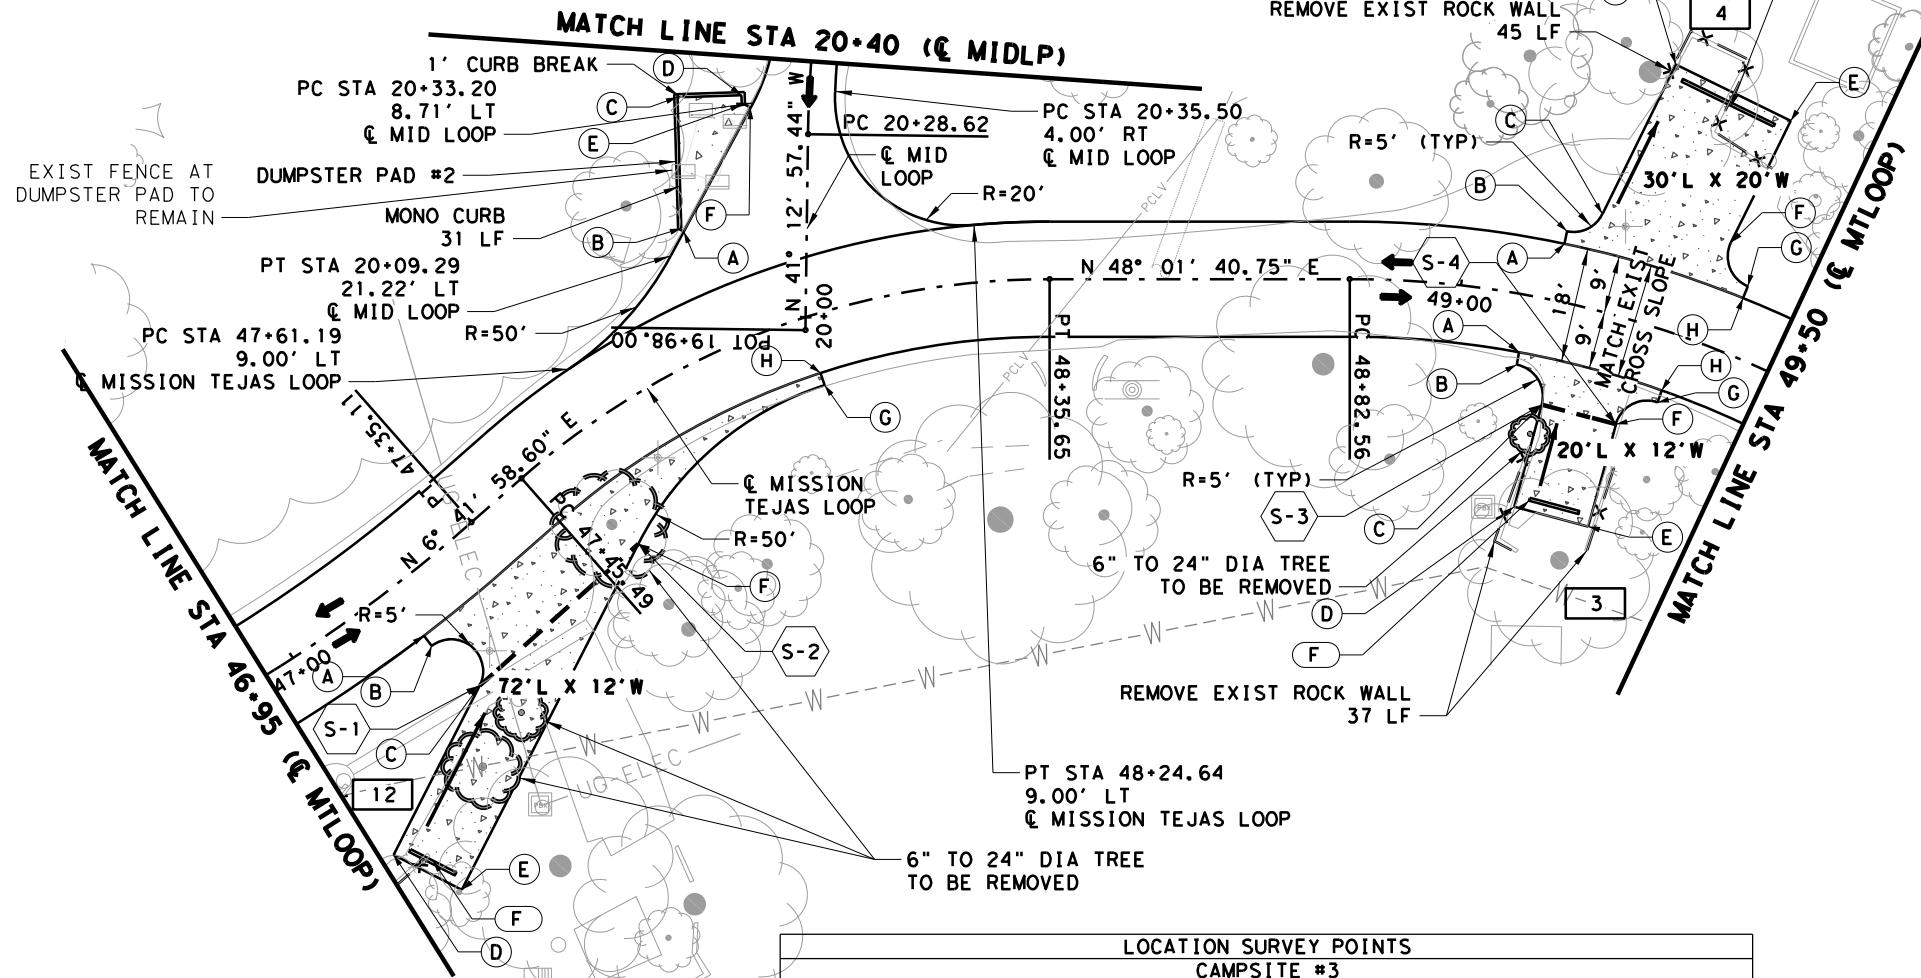 MATCH LINE STA 20+40 (℄ MIDLP)
REMOVE EXIST ROCK WALL
45 LF
4
1' CURB BREAK
D
PC STA 20+33.20
8.71' LT
℄ MID LOOP
C
E
EXIST FENCE AT
DUMPSTER PAD TO
REMAIN
DUMPSTER PAD #2
MONO CURB
31 LF
F
B
A
PT STA 20+09.29
21.22' LT
℄ MID LOOP
R=50'
PC STA 47+61.19
9.00' LT
℄ MISSION TEJAS LOOP
N 41° 12' 57.44" W
PC 20+28.62
℄ MID
LOOP
PC STA 20+35.50
4.00' RT
℄ MID LOOP
R=20'
PCLV
20+00
POT 19+98.00
N 48° 01' 40.75" E
S-4
A
49+00
R=5' (TYP)
C
B
E
30'L X 20'W
F
G
H
18'
9'
9'
MATCH EXIST
CROSS SLOPE
MATCH LINE STA 49+50 (℄ MTLOOP)
PT 48+35.65
PC 48+82.56
PCLV
A
B
H
H
G
F
20'L X 12'W
R=5' (TYP)
S-3
C
E
6" TO 24" DIA TREE
TO BE REMOVED
D
3
F
REMOVE EXIST ROCK WALL
37 LF
H
G
PT 47+35.11
N 6° 41' 58.60" E
PC 47+45.49
℄ MISSION
TEJAS LOOP
R=50'
F
S-2
UG-ELEC
R=5'
47+00
A
B
S-1
C
72'L X 12'W
12
MATCH LINE STA 46+95 (℄ MTLOOP)
W
W
W
W
W
W
W
W
W
UG-ELEC
PT STA 48+24.64
9.00' LT
℄ MISSION TEJAS LOOP
6" TO 24" DIA TREE
TO BE REMOVED
E
F
D
LOCATION SURVEY POINTS
CAMPSITE #3